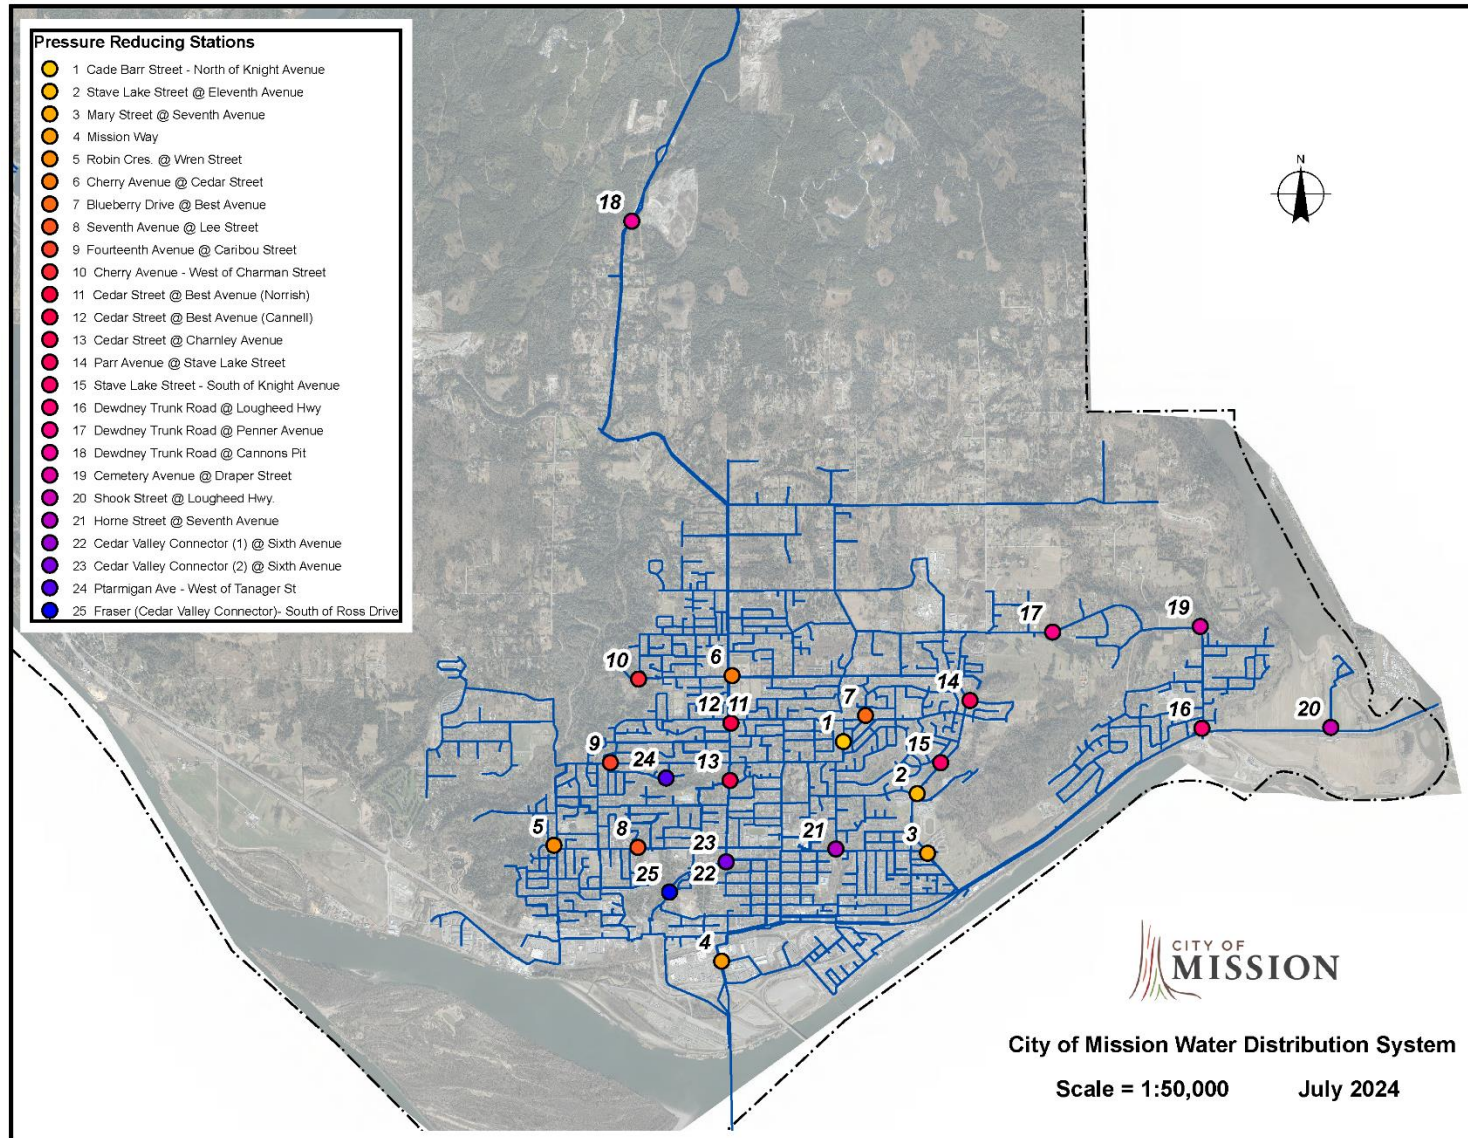 Pressure Reducing Stations
1 Cade Barr Street - North of Knight Avenue
2 Stave Lake Street @ Eleventh Avenue
3 Mary Street @ Seventh Avenue
4 Mission Way
5 Robin Cres. @ Wren Street
6 Cherry Avenue @ Cedar Street
7 Blueberry Drive @ Best Avenue
8 Seventh Avenue @ Lee Street
9 Fourteenth Avenue @ Caribou Street
10 Cherry Avenue - West of Charman Street
11 Cedar Street @ Best Avenue (Norrish)
12 Cedar Street @ Best Avenue (Cannell)
13 Cedar Street @ Charnley Avenue
14 Parr Avenue @ Stave Lake Street
15 Stave Lake Street - South of Knight Avenue
16 Dewdney Trunk Road @ Lougheed Hwy
17 Dewdney Trunk Road @ Penner Avenue
18 Dewdney Trunk Road @ Cannons Pit
19 Cemetery Avenue @ Draper Street
20 Shook Street @ Lougheed Hwy.
21 Horne Street @ Seventh Avenue
22 Cedar Valley Connector (1) @ Sixth Avenue
23 Cedar Valley Connector (2) @ Sixth Avenue
24 Ptarmigan Ave - West of Tanager St
25 Fraser (Cedar Valley Connector)- South of Ross Drive
N
18
17
19
10
6
14
12 11
7
1
16
20
9
24
13
15
2
5
8
23
21
3
25
22
4
CITY OF
MISSION
City of Mission Water Distribution System
Scale = 1:50,000 July 2024